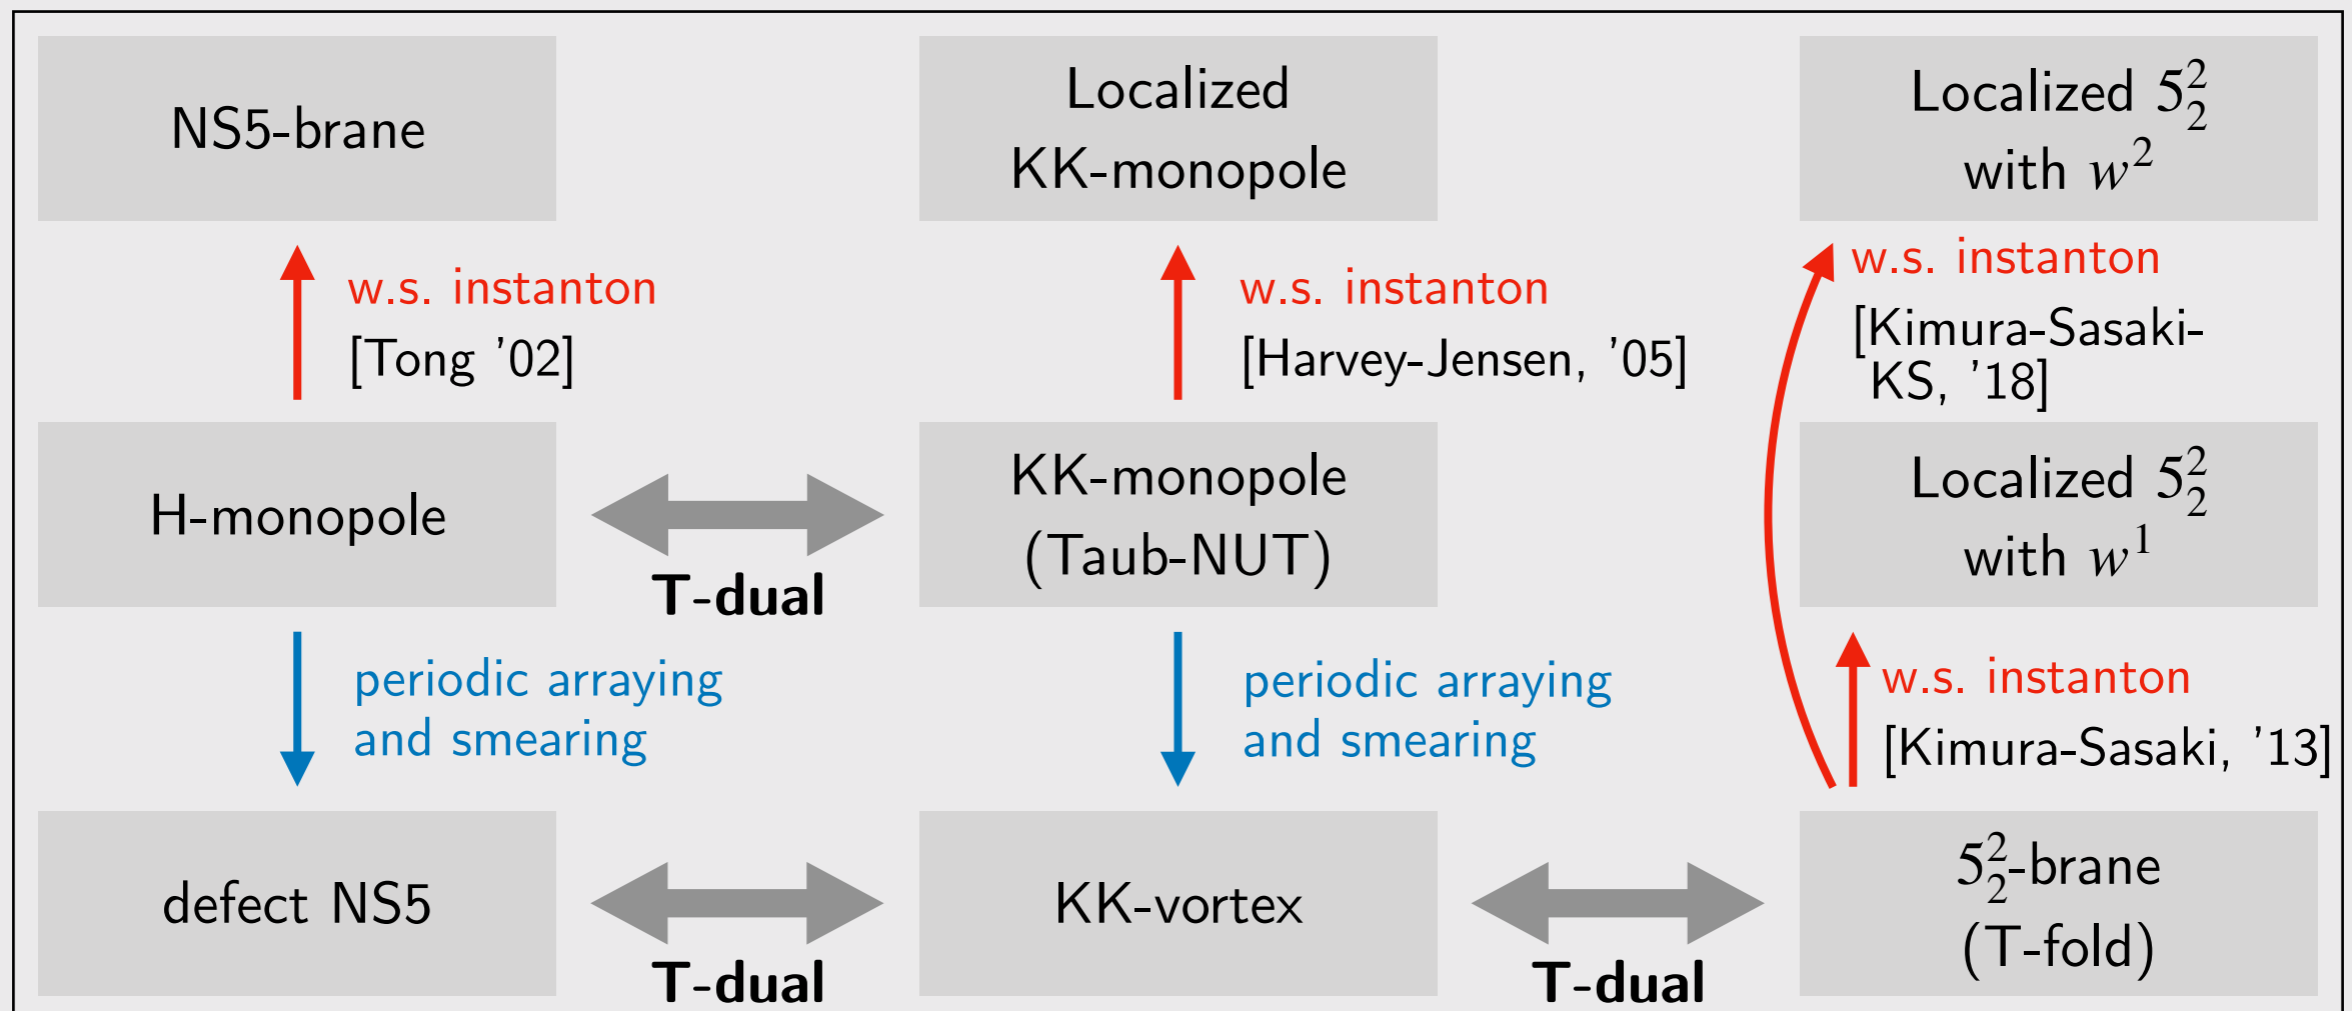 NS5-brane
Localized
KK-monopole
Localized 5²₂
with w²
w.s. instanton
[Tong '02]
w.s. instanton
[Harvey-Jensen, '05]
w.s. instanton
[Kimura-Sasaki-
KS, '18]
H-monopole
T-dual
KK-monopole
(Taub-NUT)
Localized 5²₂
with w¹
periodic arraying
and smearing
periodic arraying
and smearing
w.s. instanton
[Kimura-Sasaki, '13]
defect NS5
T-dual
KK-vortex
T-dual
5²₂-brane
(T-fold)